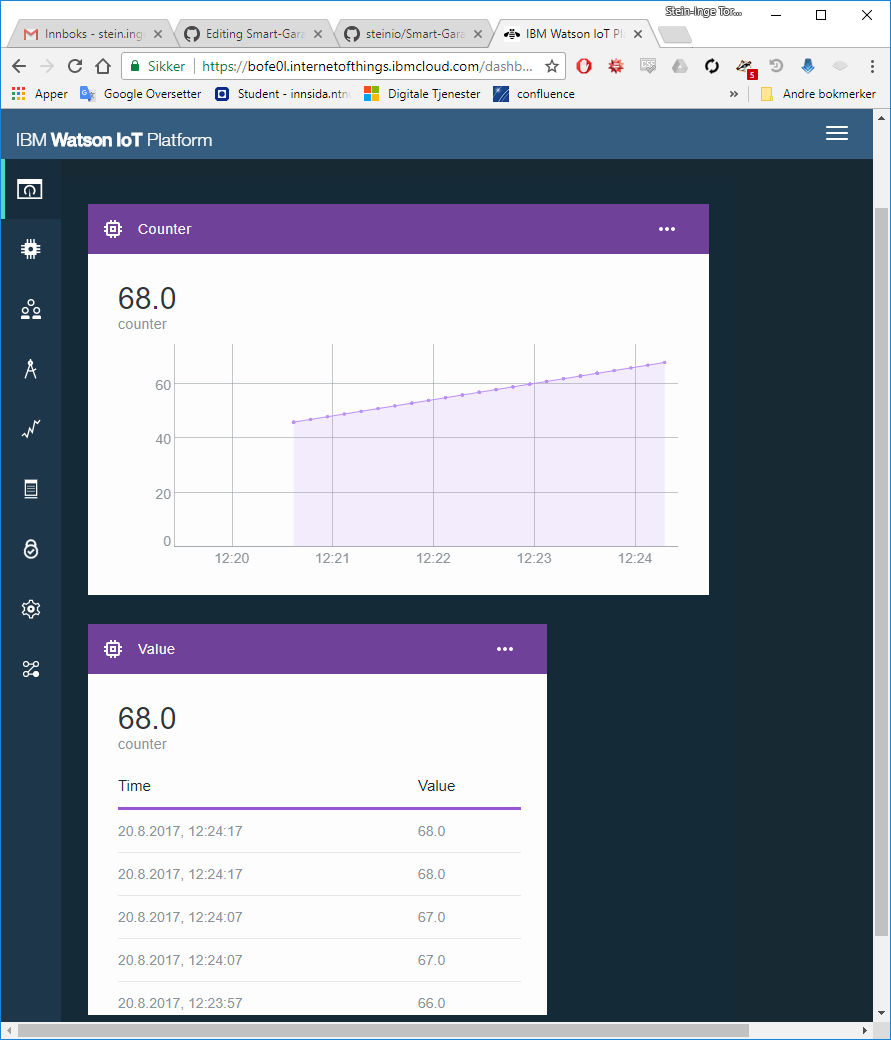 Stein-Inge Tor...
Innboks - stein.ing
Editing Smart-Gara
steinio/Smart-Gara
IBM Watson IoT Pl
Sikker
https://bofe0l.internetofthings.ibmcloud.com/dashb...
5
Apper
Google Oversetter
Student - innsida.ntn
Digitale Tjenester
confluence
»
Andre bokmerker
IBM Watson IoT Platform
Counter
68.0
counter
60
40
20
0
12:20 12:21 12:22 12:23 12:24
Value
68.0
counter
Time Value
20.8.2017, 12:24:17 68.0
20.8.2017, 12:24:17 68.0
20.8.2017, 12:24:07 67.0
20.8.2017, 12:24:07 67.0
20.8.2017, 12:23:57 66.0